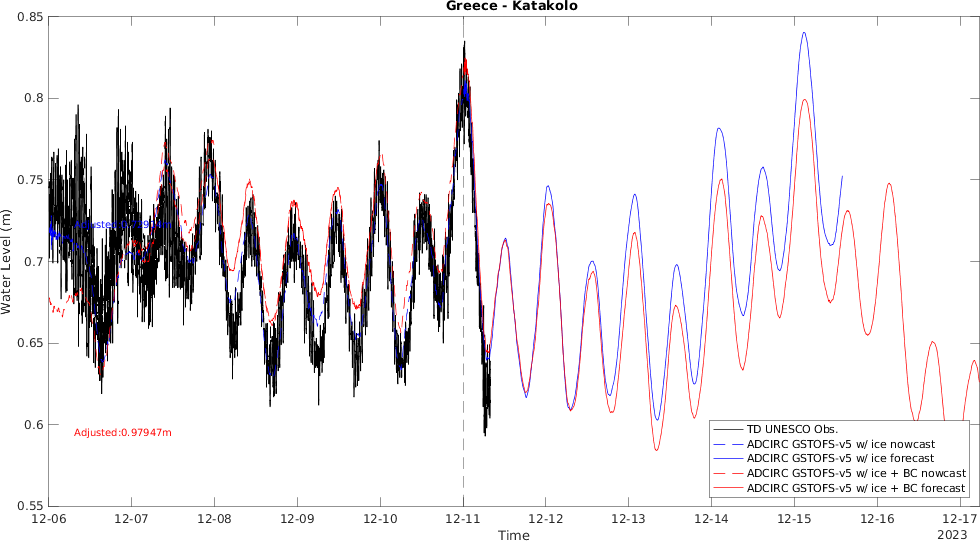 Greece - Katakolo
0.85
0.8
0.75
0.7
0.65
0.6
0.55
Water Level (m)
Adjusted:
Adjusted:0.97947m
TD UNESCO Obs.
ADCIRC GSTOFS-v5 w/ ice nowcast
ADCIRC GSTOFS-v5 w/ ice forecast
ADCIRC GSTOFS-v5 w/ ice + BC nowcast
ADCIRC GSTOFS-v5 w/ ice + BC forecast
12-06 12-07 12-08 12-09 12-10 12-11 12-12 12-13 12-14 12-15 12-16 12-17
Time
2023